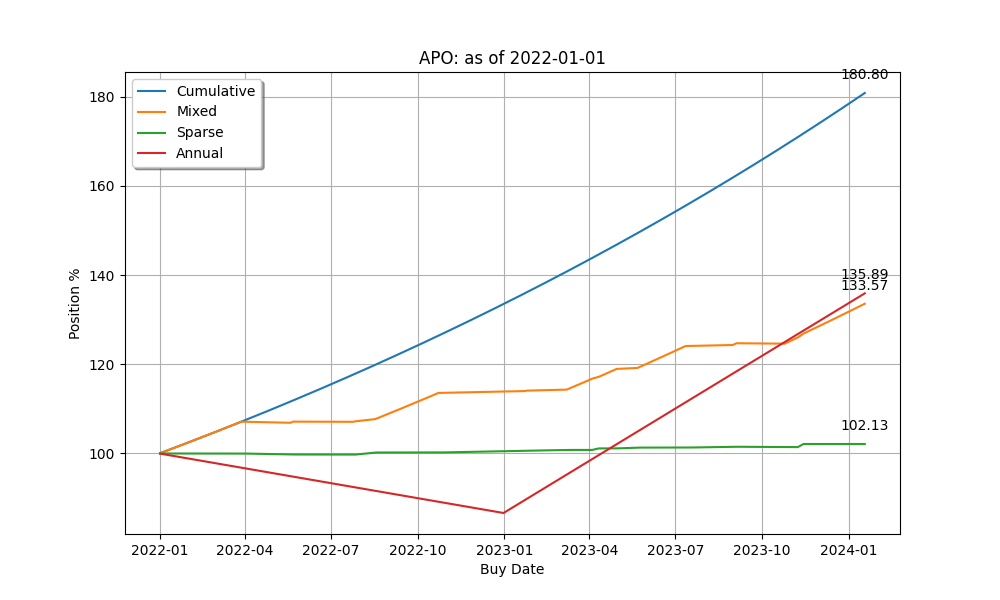 APO: as of 2022-01-01
180.80
180
Cumulative
Mixed
Sparse
Annual
160
140
135.89
133.57
120
102.13
100
Position %
2022-01 2022-04 2022-07 2022-10 2023-01 2023-04 2023-07 2023-10 2024-01
Buy Date